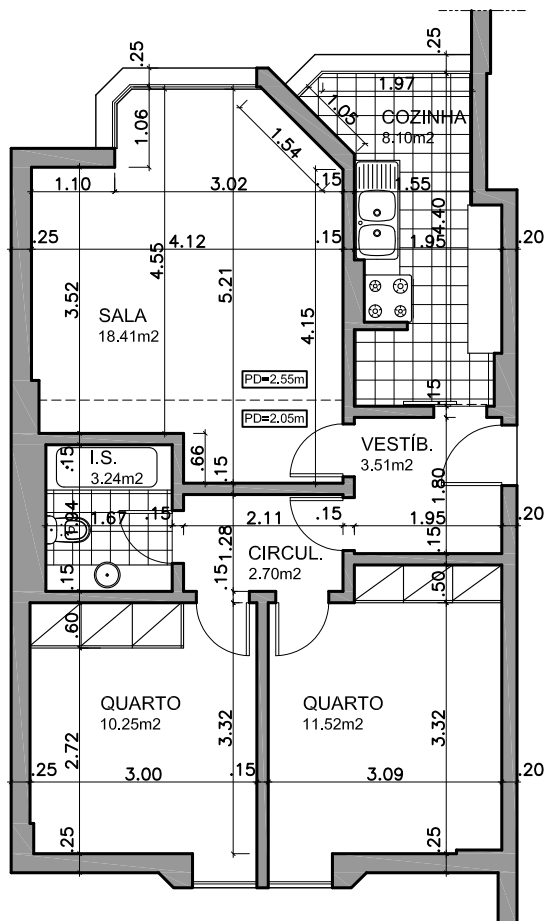 .25
.25
1.97
1.05
COZINHA
8.10m2
1.06
1.54
1.10
3.02
.15
1.55
4.40
.25
4.12
.15
1.95
.20
3.52
4.55
5.21
4.15
SALA
18.41m2
PD=2.55m
PD=2.05m
.15
.15
I.S.
3.24m2
.66
.15
VESTÍB.
3.51m2
1.80
1.94
1.67
.15
2.11
.15
1.95
1.28
CIRCUL.
2.70m2
.15
.15
.15
.50
.60
QUARTO
10.25m2
QUARTO
11.52m2
2.72
3.32
3.32
.25
3.00
.15
3.09
.20
.25
.25